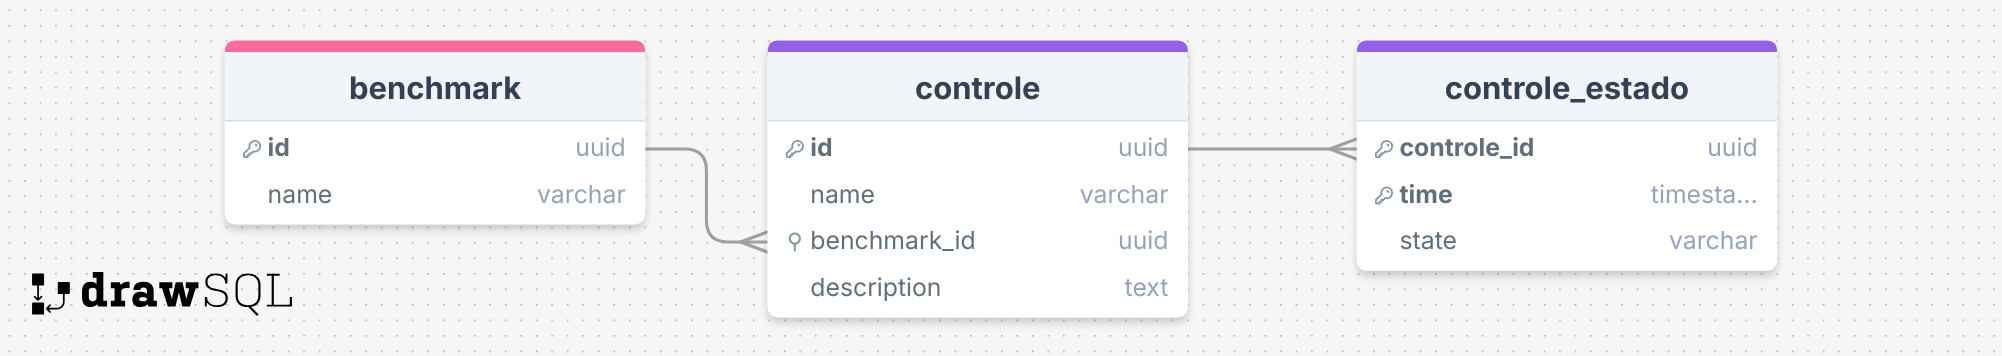 benchmark
id uuid
name varchar
controle
id uuid
name varchar
benchmark_id uuid
description text
controle_estado
controle_id uuid
time timesta...
state varchar
drawSQL